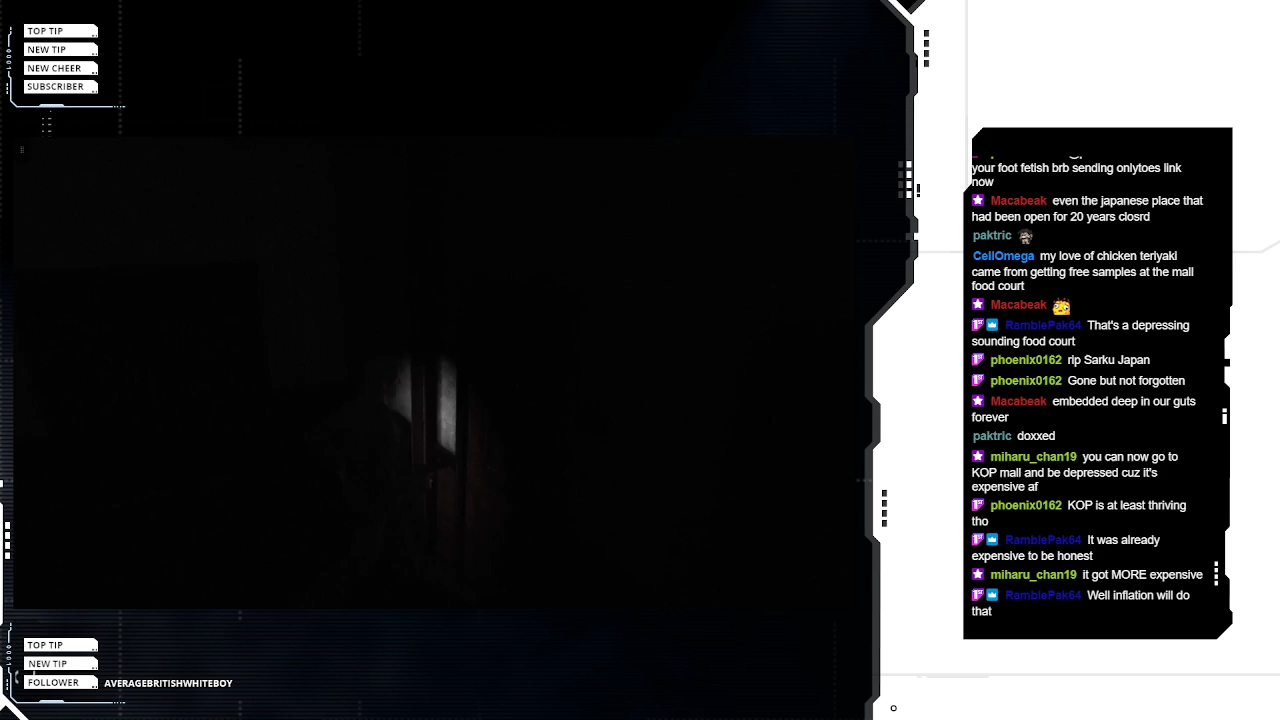 TOP TIP
NEW TIP
NEW CHEER
SUBSCRIBER
your foot fetish brb sending onlytoes link
now
Macabeak even the japanese place that
had been open for 20 years closrd
paktric
CellOmega my love of chicken teriyaki
came from getting free samples at the mall
food court
Macabeak
RamblePak64 That's a depressing
sounding food court
phoenix0162 rip Sarku Japan
phoenix0162 Gone but not forgotten
Macabeak embedded deep in our guts
forever
paktric doxxed
miharu_chan19 you can now go to
KOP mall and be depressed cuz it's
expensive af
phoenix0162 KOP is at least thriving
tho
RamblePak64 It was already
expensive to be honest
miharu_chan19 it got MORE expensive
RamblePak64 Well inflation will do
that
TOP TIP
NEW TIP
FOLLOWER AVERAGEBRITISHWHITEBOY